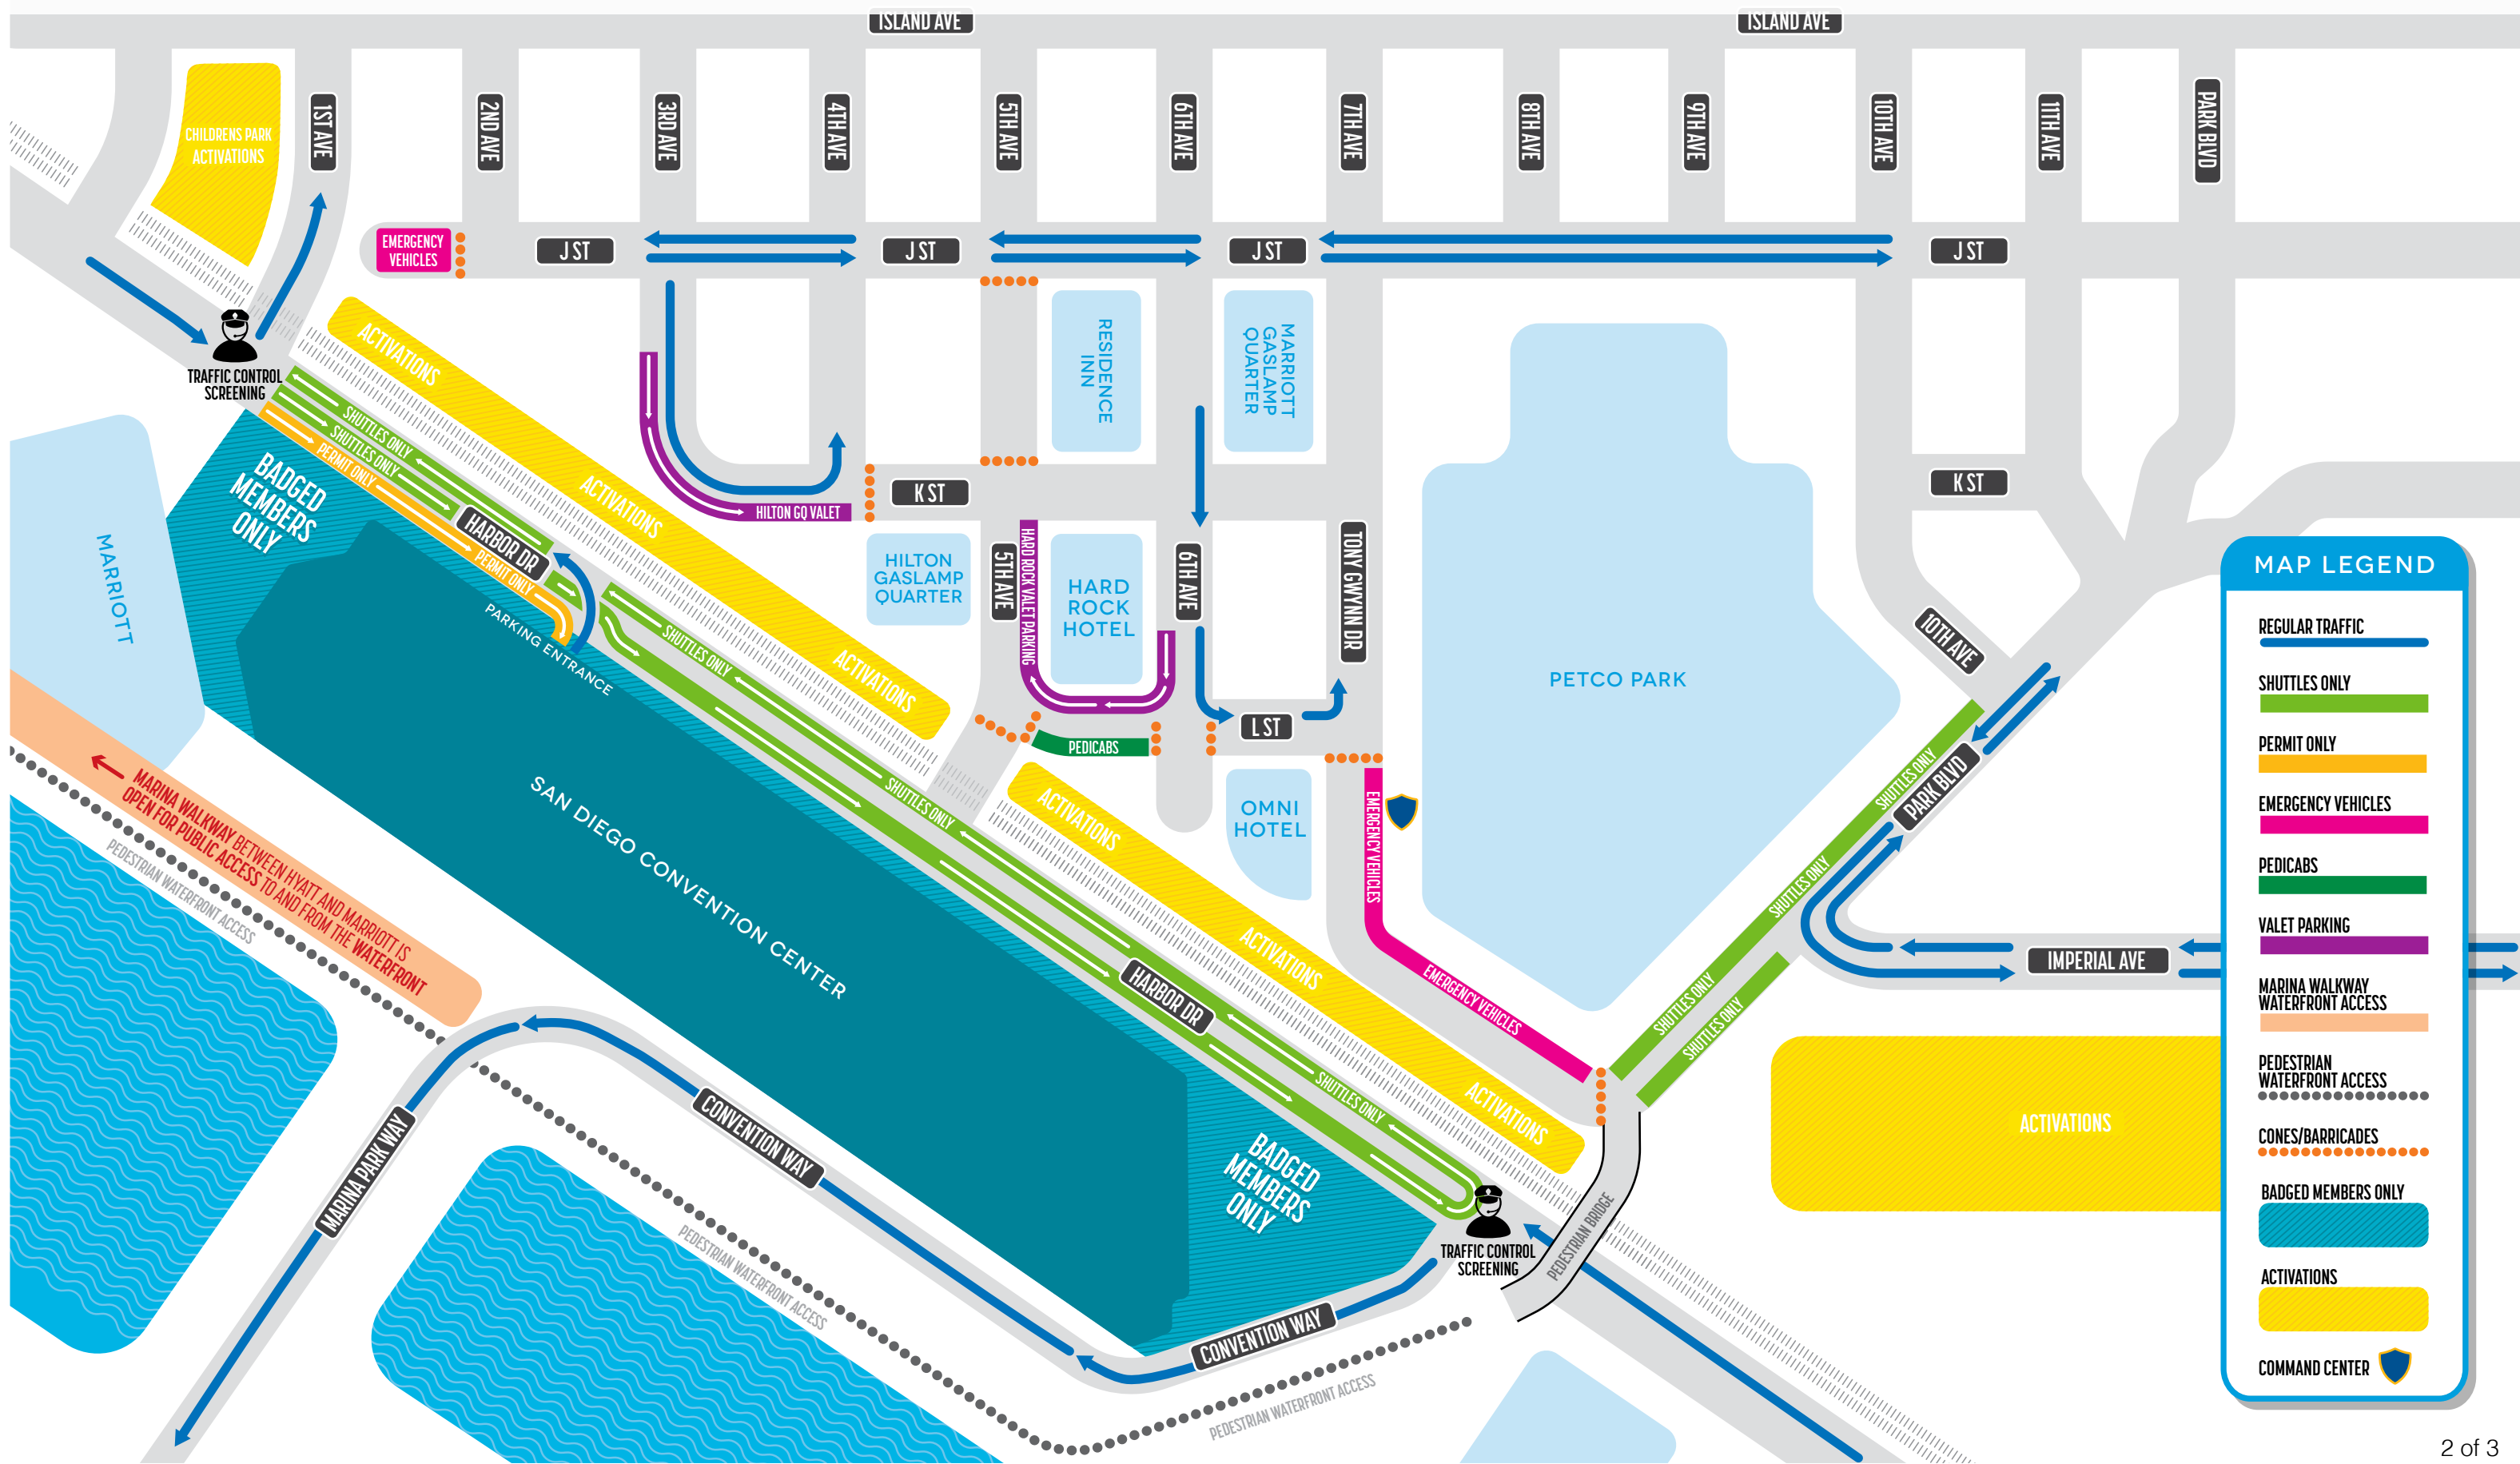 ISLAND AVE
ISLAND AVE
CHILDRENS PARK
ACTIVATIONS
1ST AVE
2ND AVE
3RD AVE
4TH AVE
5TH AVE
6TH AVE
7TH AVE
8TH AVE
9TH AVE
10TH AVE
11TH AVE
PARK BLVD
EMERGENCY
VEHICLES
J ST
J ST
J ST
J ST
TRAFFIC CONTROL
SCREENING
ACTIVATIONS
ACTIVATIONS
ACTIVATIONS
RESIDENCE
INN
MARRIOTT
GASLAMP
QUARTER
SHUTTLES ONLY
SHUTTLES ONLY
PERMIT ONLY
BADGED
MEMBERS
ONLY
HARBOR DR
PERMIT ONLY
PARKING ENTRANCE
MARRIOTT
HILTON GQ VALET
K ST
K ST
HILTON
GASLAMP
QUARTER
5TH AVE
HARD ROCK VALET PARKING
HARD
ROCK
HOTEL
6TH AVE
TONY GWYNN DR
PETCO PARK
10TH AVE
L ST
PEDICABS
OMNI
HOTEL
EMERGENCY VEHICLES
EMERGENCY VEHICLES
SHUTTLES ONLY
SHUTTLES ONLY
SHUTTLES ONLY
SAN DIEGO CONVENTION CENTER
HARBOR DR
ACTIVATIONS
ACTIVATIONS
ACTIVATIONS
SHUTTLES ONLY
PARK BLVD
SHUTTLES ONLY
SHUTTLES ONLY
SHUTTLES ONLY
IMPERIAL AVE
ACTIVATIONS
MARINA WALKWAY BETWEEN HYATT AND MARRIOTT IS
OPEN FOR PUBLIC ACCESS TO AND FROM THE WATERFRONT
PEDESTRIAN WATERFRONT ACCESS
CONVENTION WAY
MARINA PARK WAY
PEDESTRIAN WATERFRONT ACCESS
BADGED
MEMBERS
ONLY
TRAFFIC CONTROL
SCREENING
PEDESTRIAN BRIDGE
CONVENTION WAY
PEDESTRIAN WATERFRONT ACCESS
MAP LEGEND
REGULAR TRAFFIC
SHUTTLES ONLY
PERMIT ONLY
EMERGENCY VEHICLES
PEDICABS
VALET PARKING
MARINA WALKWAY
WATERFRONT ACCESS
PEDESTRIAN
WATERFRONT ACCESS
CONES/BARRICADES
BADGED MEMBERS ONLY
ACTIVATIONS
COMMAND CENTER
2 of 3